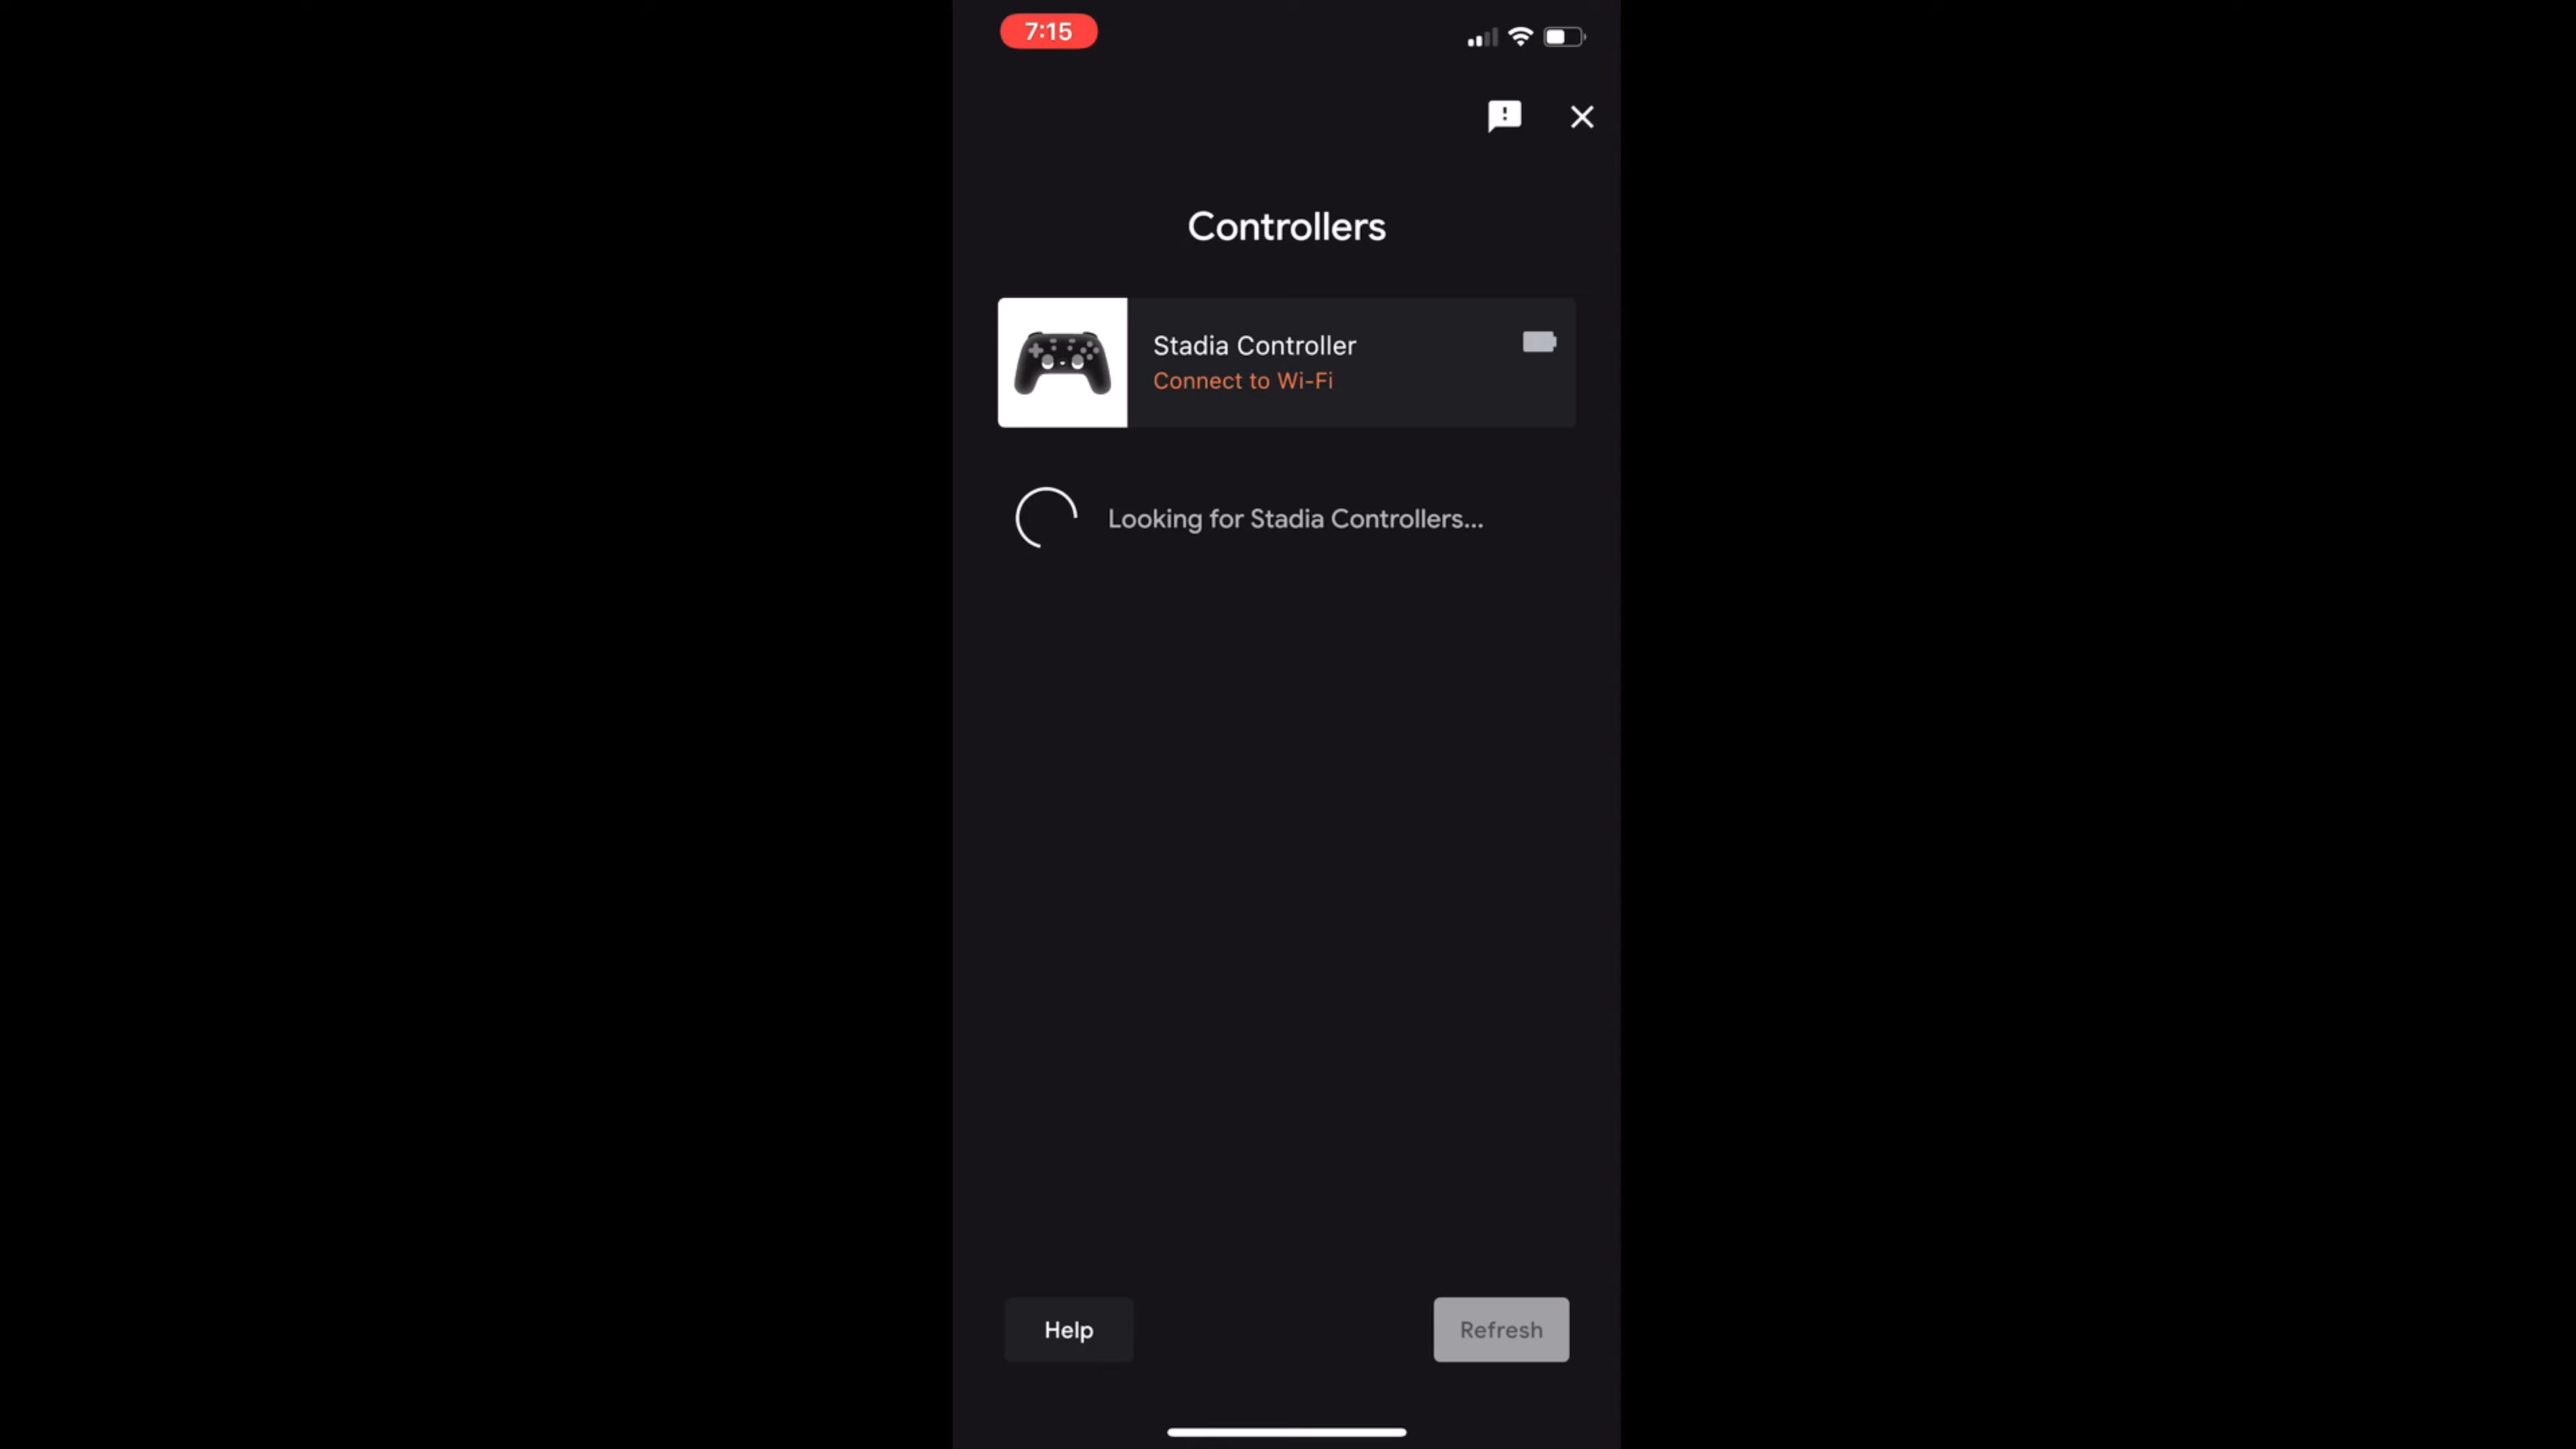 7:15
Controllers
Stadia Controller
Connect to Wi-Fi
Looking for Stadia Controllers...
Help
Refresh